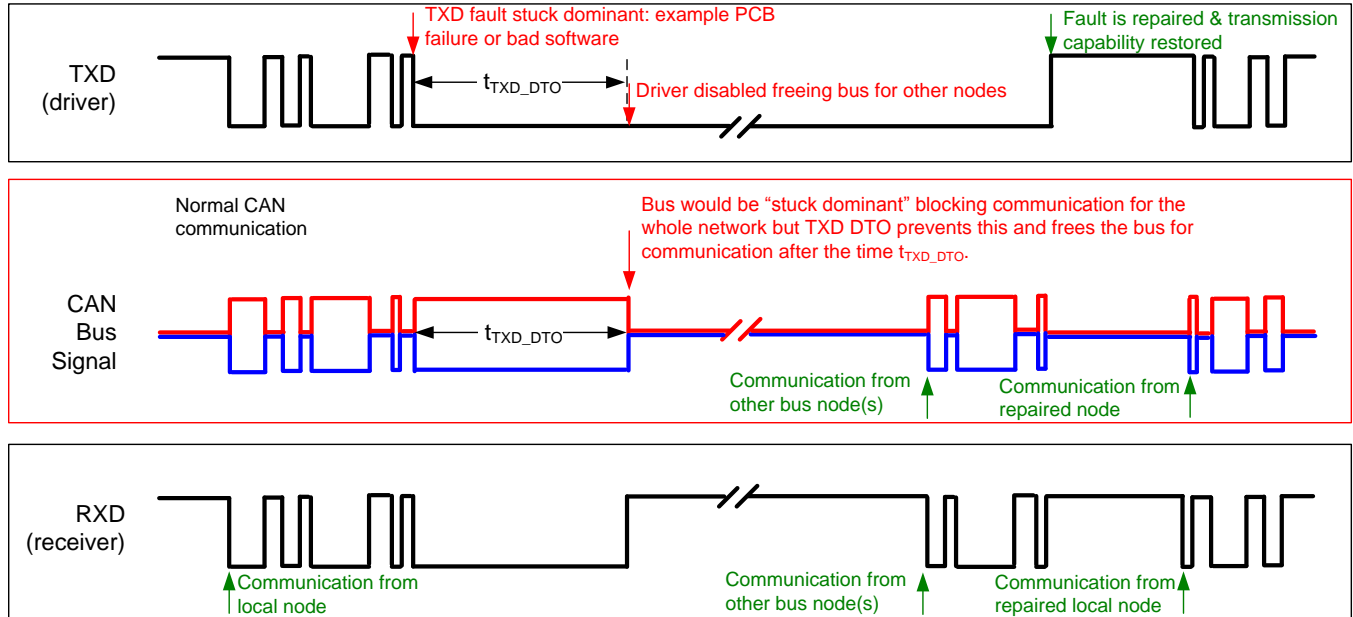 TXD fault stuck dominant: example PCB
failure or bad software
Fault is repaired & transmission
capability restored
TXD
(driver)
tTXD_DTO
Driver disabled freeing bus for other nodes
Normal CAN
communication
Bus would be “stuck dominant” blocking communication for the
whole network but TXD DTO prevents this and frees the bus for
communication after the time tTXD_DTO.
CAN
Bus
Signal
tTXD_DTO
Communication from
other bus node(s)
Communication from
repaired node
RXD
(receiver)
Communication from
local node
Communication from
other bus node(s)
Communication from
repaired local node